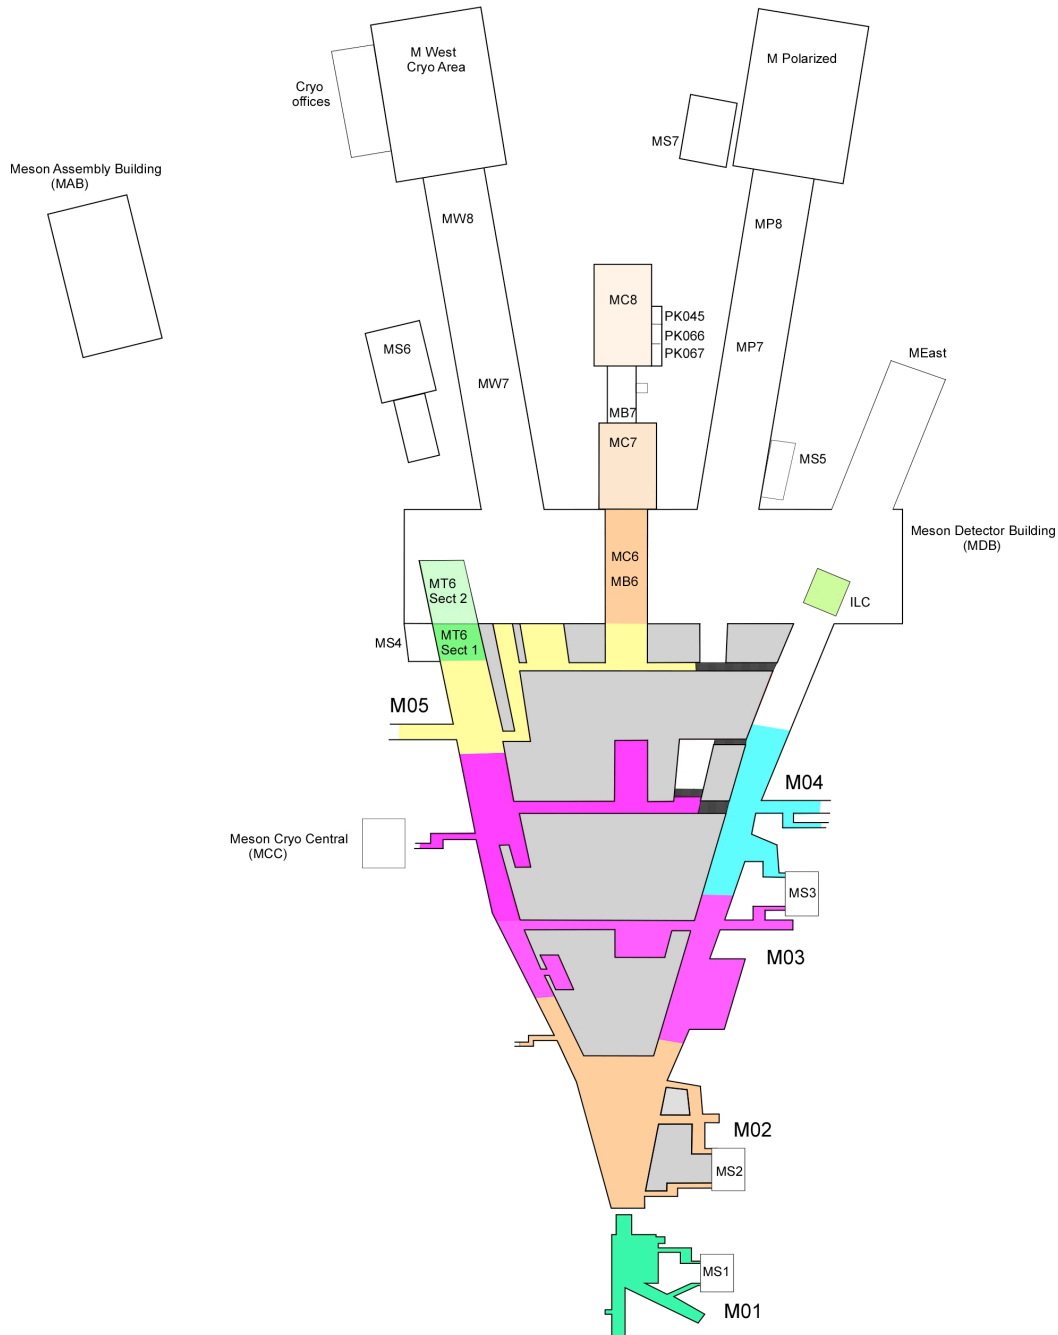 M West
Cryo Area
M Polarized
Cryo
offices
MS7
Meson Assembly Building
(MAB)
MW8
MP8
MC8
PK045
PK066
PK067
MS6
MP7
MEast
MW7
MB7
MC7
MS5
Meson Detector Building
(MDB)
MC6
MB6
MT6
Sect 2
ILC
MS4
MT6
Sect 1
M05
M04
Meson Cryo Central
(MCC)
MS3
M03
M02
MS2
MS1
M01